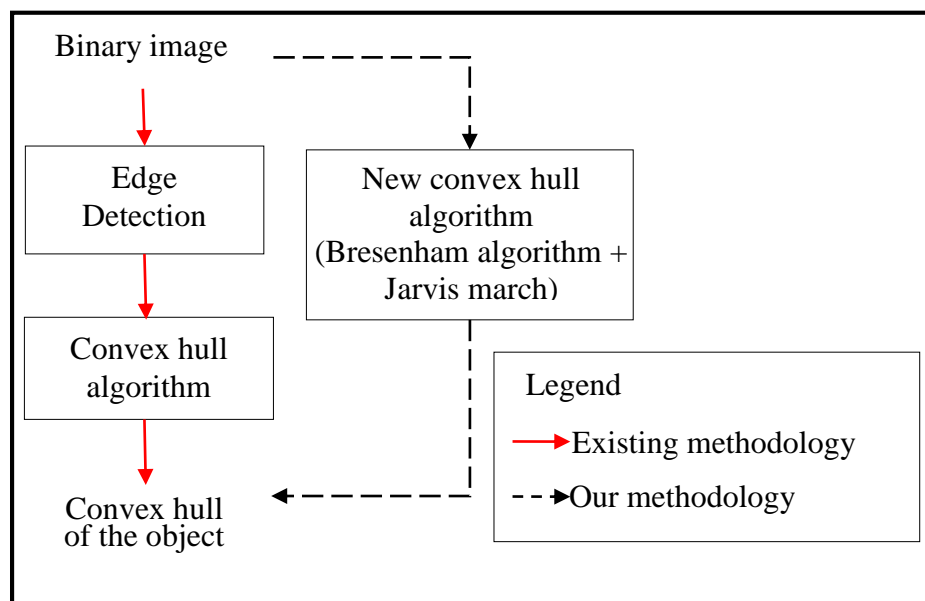 Binary image
Edge
Detection
Convex hull
algorithm
Convex hull
of the object
New convex hull
algorithm
(Bresenham algorithm +
Jarvis march)
Legend
Existing methodology
Our methodology